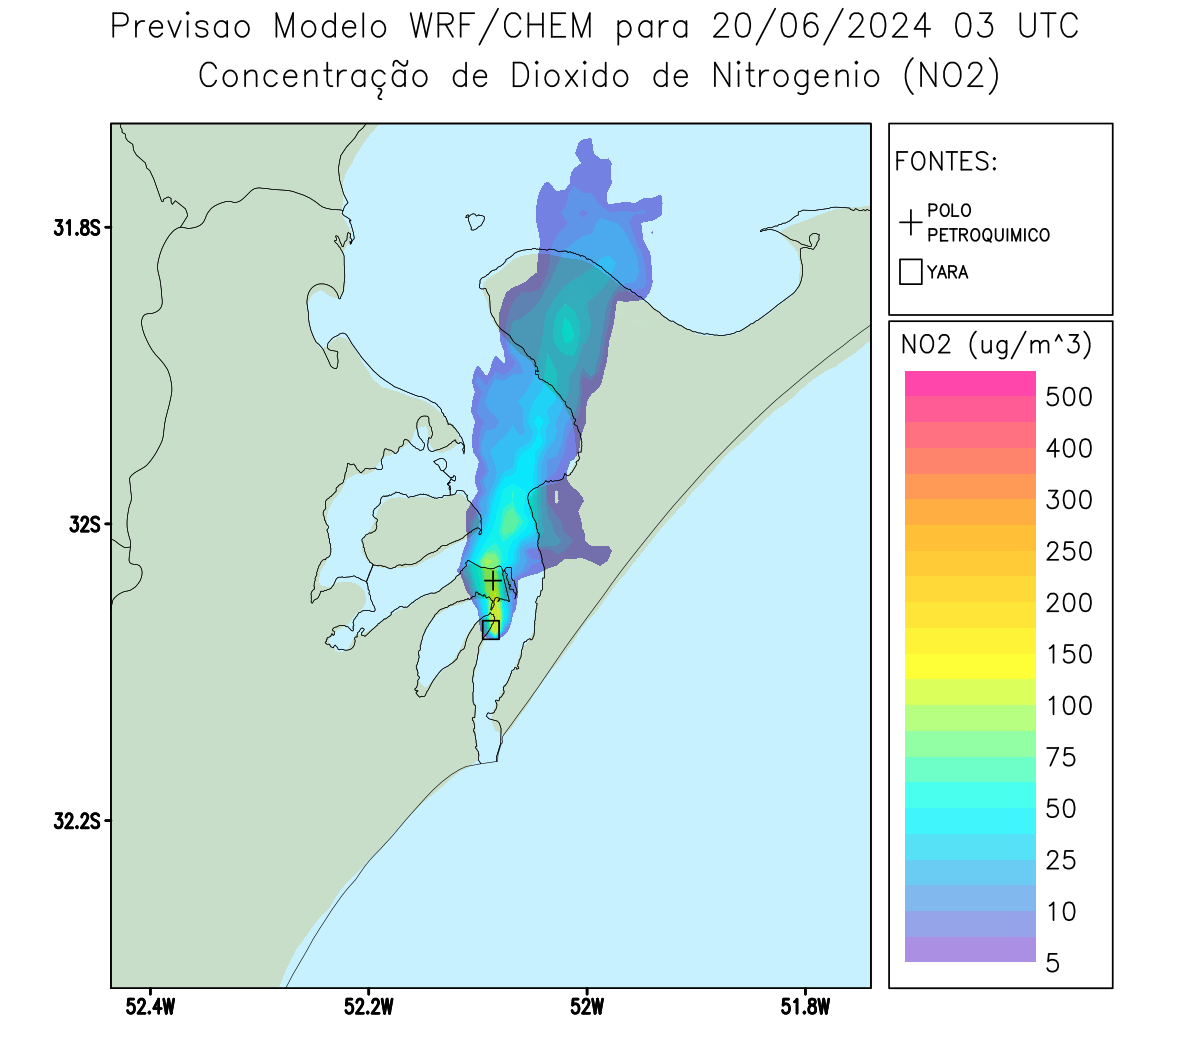 Previsao Modelo WRF/CHEM para 20/06/2024 03 UTC
Concentração de Dioxido de Nitrogenio (NO2)
FONTES:
POLO
PETROQUIMICO
YARA
NO2 (ug/m^3)
500
400
300
250
200
150
100
75
50
25
10
5
31.8S
32S
32.2S
52.4W
52.2W
52W
51.8W